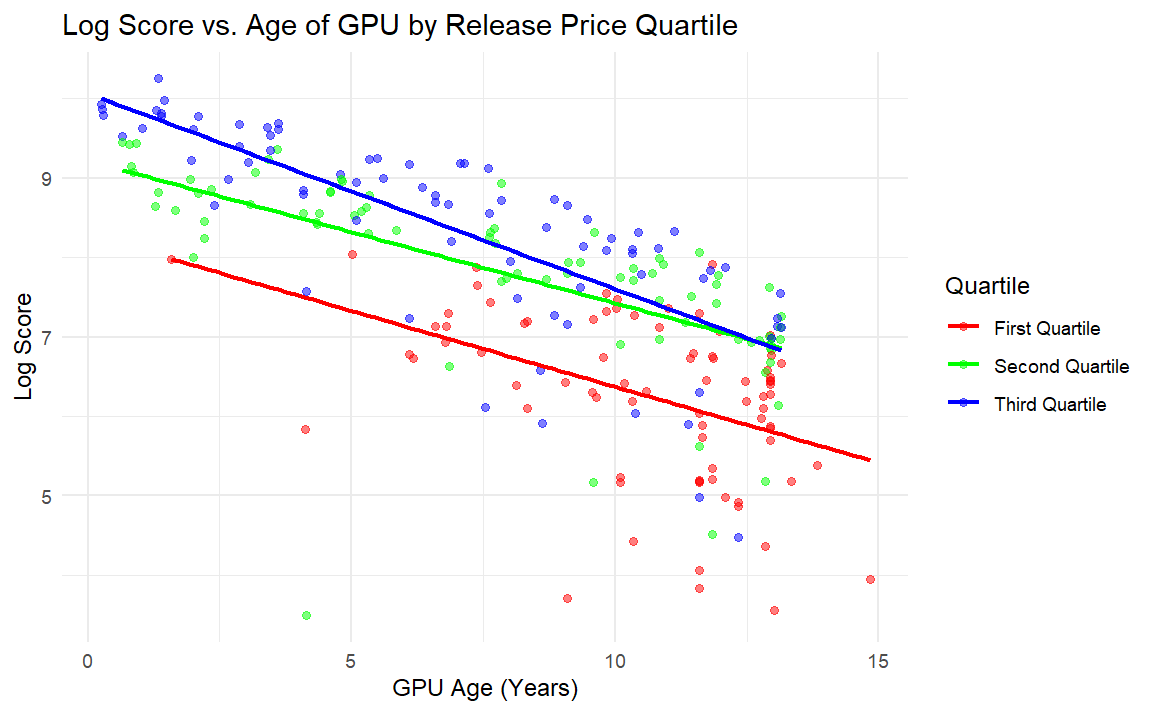 Log Score vs. Age of GPU by Release Price Quartile
Log Score
9
7
5
0
5
10
15
GPU Age (Years)
Quartile
First Quartile
Second Quartile
Third Quartile